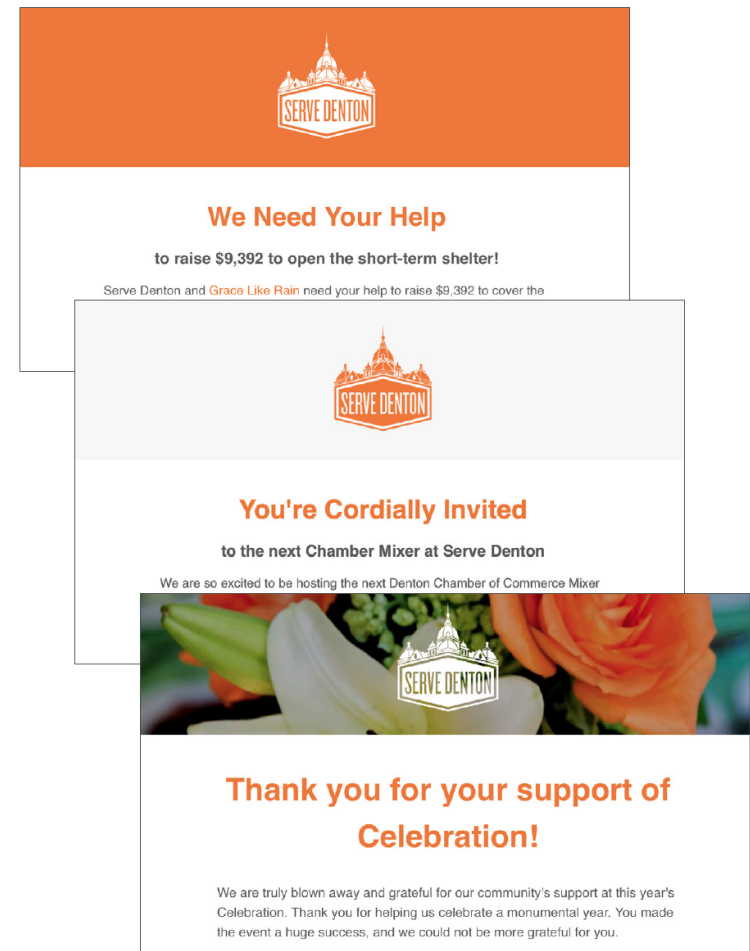 SERVE DENTON
We Need Your Help
to raise $9,392 to open the short-term shelter!
Serve Denton and Grace Like Rain need your help to raise $9,392 to cover the
SERVE DENTON
You're Cordially Invited
to the next Chamber Mixer at Serve Denton
We are so excited to be hosting the next Denton Chamber of Commerce Mixer
SERVE DENTON
Thank you for your support of
Celebration!
We are truly blown away and grateful for our community's support at this year's
Celebration. Thank you for helping us celebrate a monumental year. You made
the event a huge success, and we could not be more grateful for you.